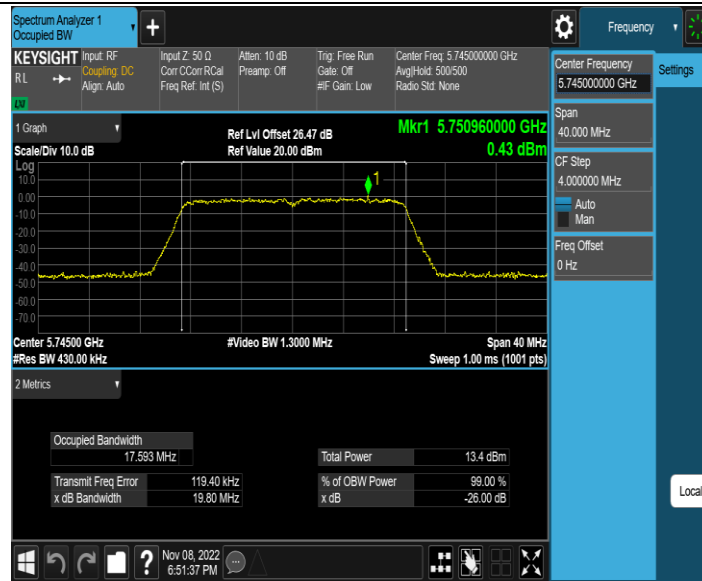 Spectrum Analyzer 1
Occupied BW
+
Frequency
KEYSIGHT
RL
LXI
Input: RF
Coupling: DC
Align: Auto
Input Z: 50 Ω
Corr CCorr RCal
Freq Ref: Int (S)
Atten: 10 dB
Preamp: Off
Trig: Free Run
Gate: Off
#IF Gain: Low
Center Freq: 5.745000000 GHz
Avg|Hold: 500/500
Radio Std: None
Center Frequency
5.745000000 GHz
Settings
Span
40.000 MHz
CF Step
4.000000 MHz
Auto
Man
Freq Offset
0 Hz
Local
1 Graph
Scale/Div 10.0 dB
Ref Lvl Offset 26.47 dB
Ref Value 20.00 dBm
Mkr1 5.750960000 GHz
0.43 dBm
Log
10.0
0.00
-10.0
-20.0
-30.0
-40.0
-50.0
-60.0
-70.0
1
Center 5.74500 GHz
#Video BW 1.3000 MHz
Span 40 MHz
#Res BW 430.00 kHz
Sweep 1.00 ms (1001 pts)
2 Metrics
Occupied Bandwidth
17.593 MHz
Total Power 13.4 dBm
Transmit Freq Error 119.40 kHz
% of OBW Power 99.00 %
x dB Bandwidth 19.80 MHz
x dB -26.00 dB
?
Nov 08, 2022
6:51:37 PM